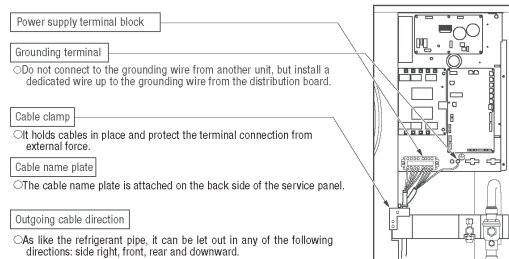 Power supply terminal block
Grounding terminal
○Do not connect to the grounding wire from another unit, but install a
dedicated wire up to the grounding wire from the distribution board.
Cable clamp
○It holds cables in place and protect the terminal connection from
external force.
Cable name plate
○The cable name plate is attached on the back side of the service panel.
Outgoing cable direction
○As like the refrigerant pipe, it can be let out in any of the following
directions: side right, front, rear and downward.